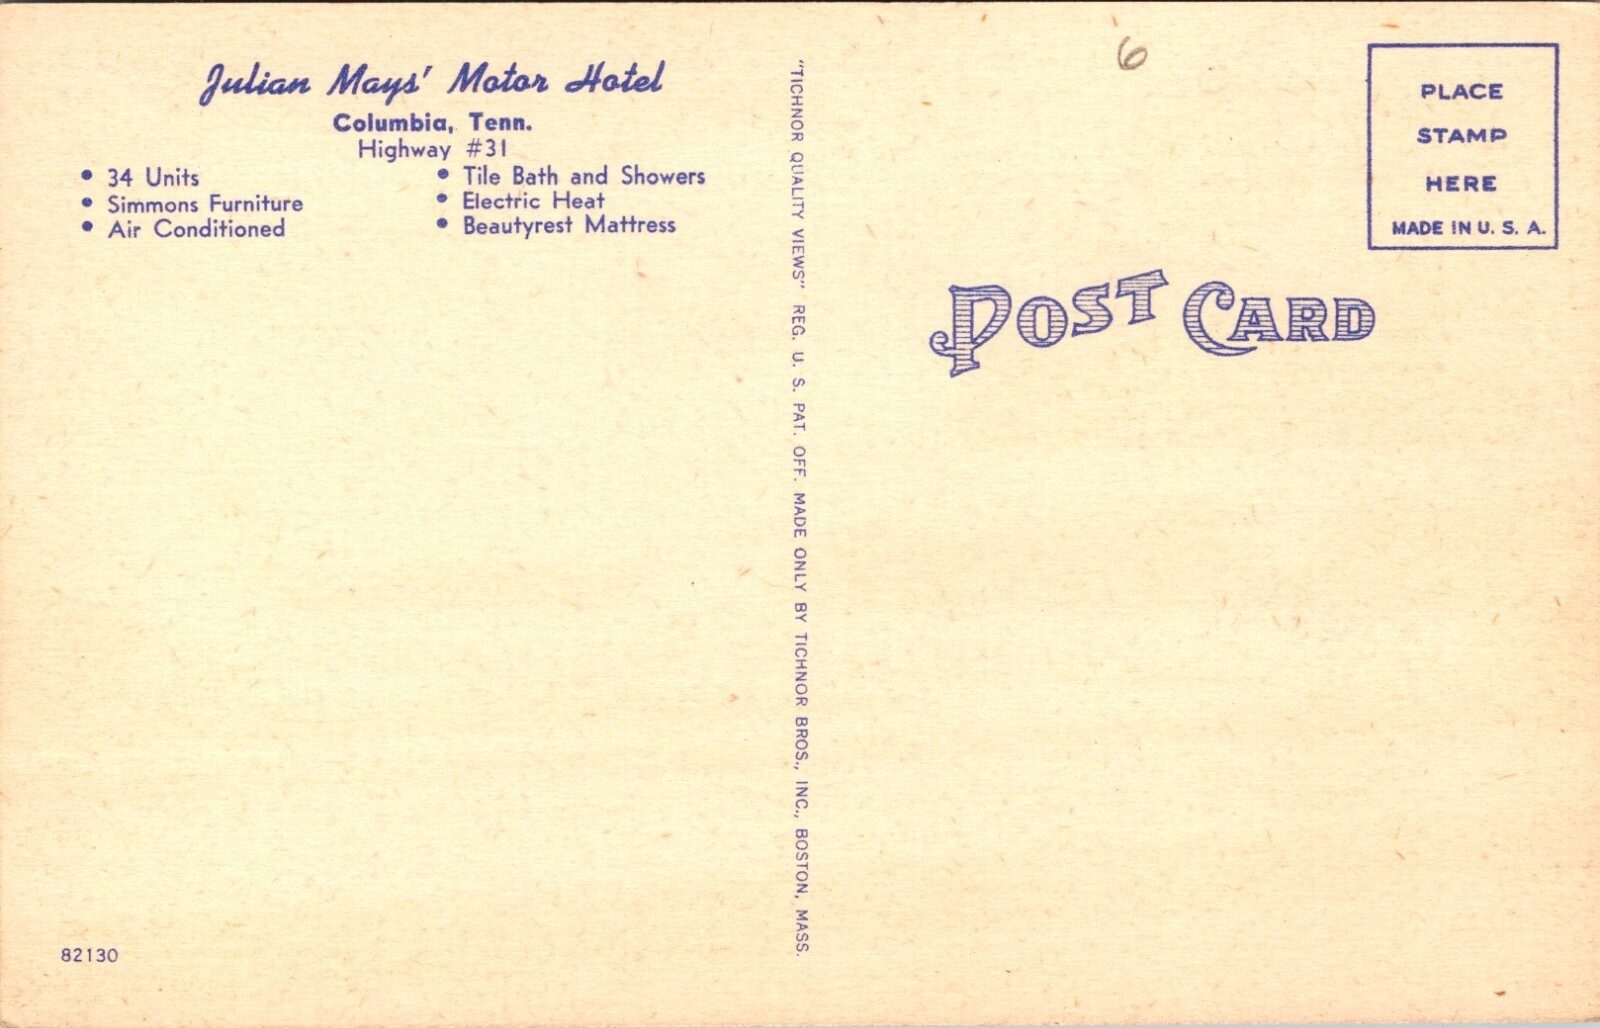 Julian Mays' Motor Hotel
Columbia, Tenn.
Highway #31
• 34 Units
• Simmons Furniture
• Air Conditioned
• Tile Bath and Showers
• Electric Heat
• Beautyrest Mattress
82130
"TICHNOR QUALITY VIEWS" REG. U. S. PAT. OFF. MADE ONLY BY TICHNOR BROS., INC., BOSTON, MASS.
6
PLACE
STAMP
HERE
MADE IN U. S. A.
POST CARD